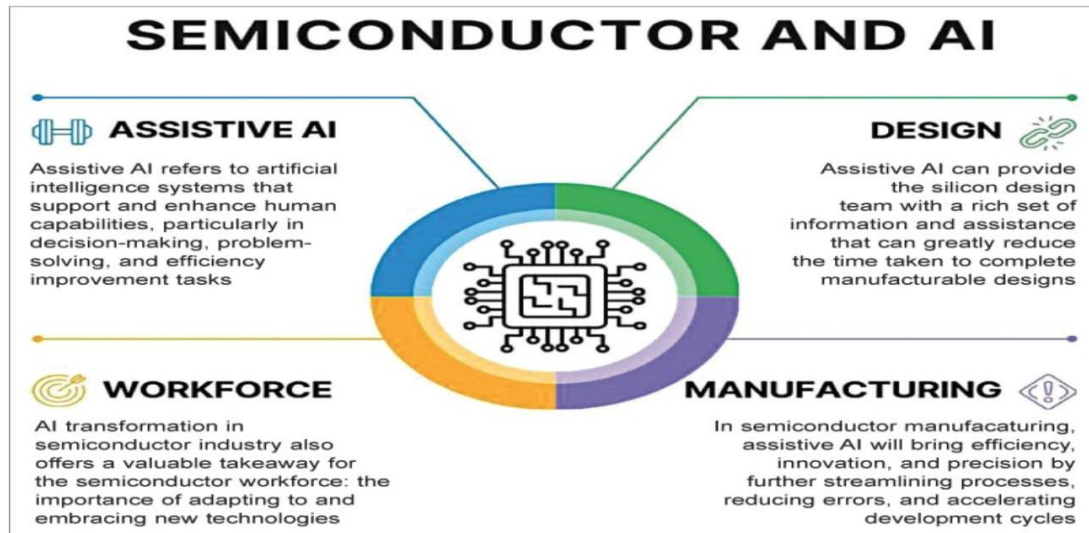 SEMICONDUCTOR AND AI
ASSISTIVE AI
Assistive AI refers to artificial
intelligence systems that
support and enhance human
capabilities, particularly in
decision-making, problem-
solving, and efficiency
improvement tasks
DESIGN
Assistive AI can provide
the silicon design
team with a rich set of
information and assistance
that can greatly reduce
the time taken to complete
manufacturable designs
WORKFORCE
AI transformation in
semiconductor industry also
offers a valuable takeaway for
the semiconductor workforce: the
importance of adapting to and
embracing new technologies
MANUFACTURING
In semiconductor manufacaturing,
assistive AI will bring efficiency,
innovation, and precision by
further streamlining processes,
reducing errors, and accelerating
development cycles